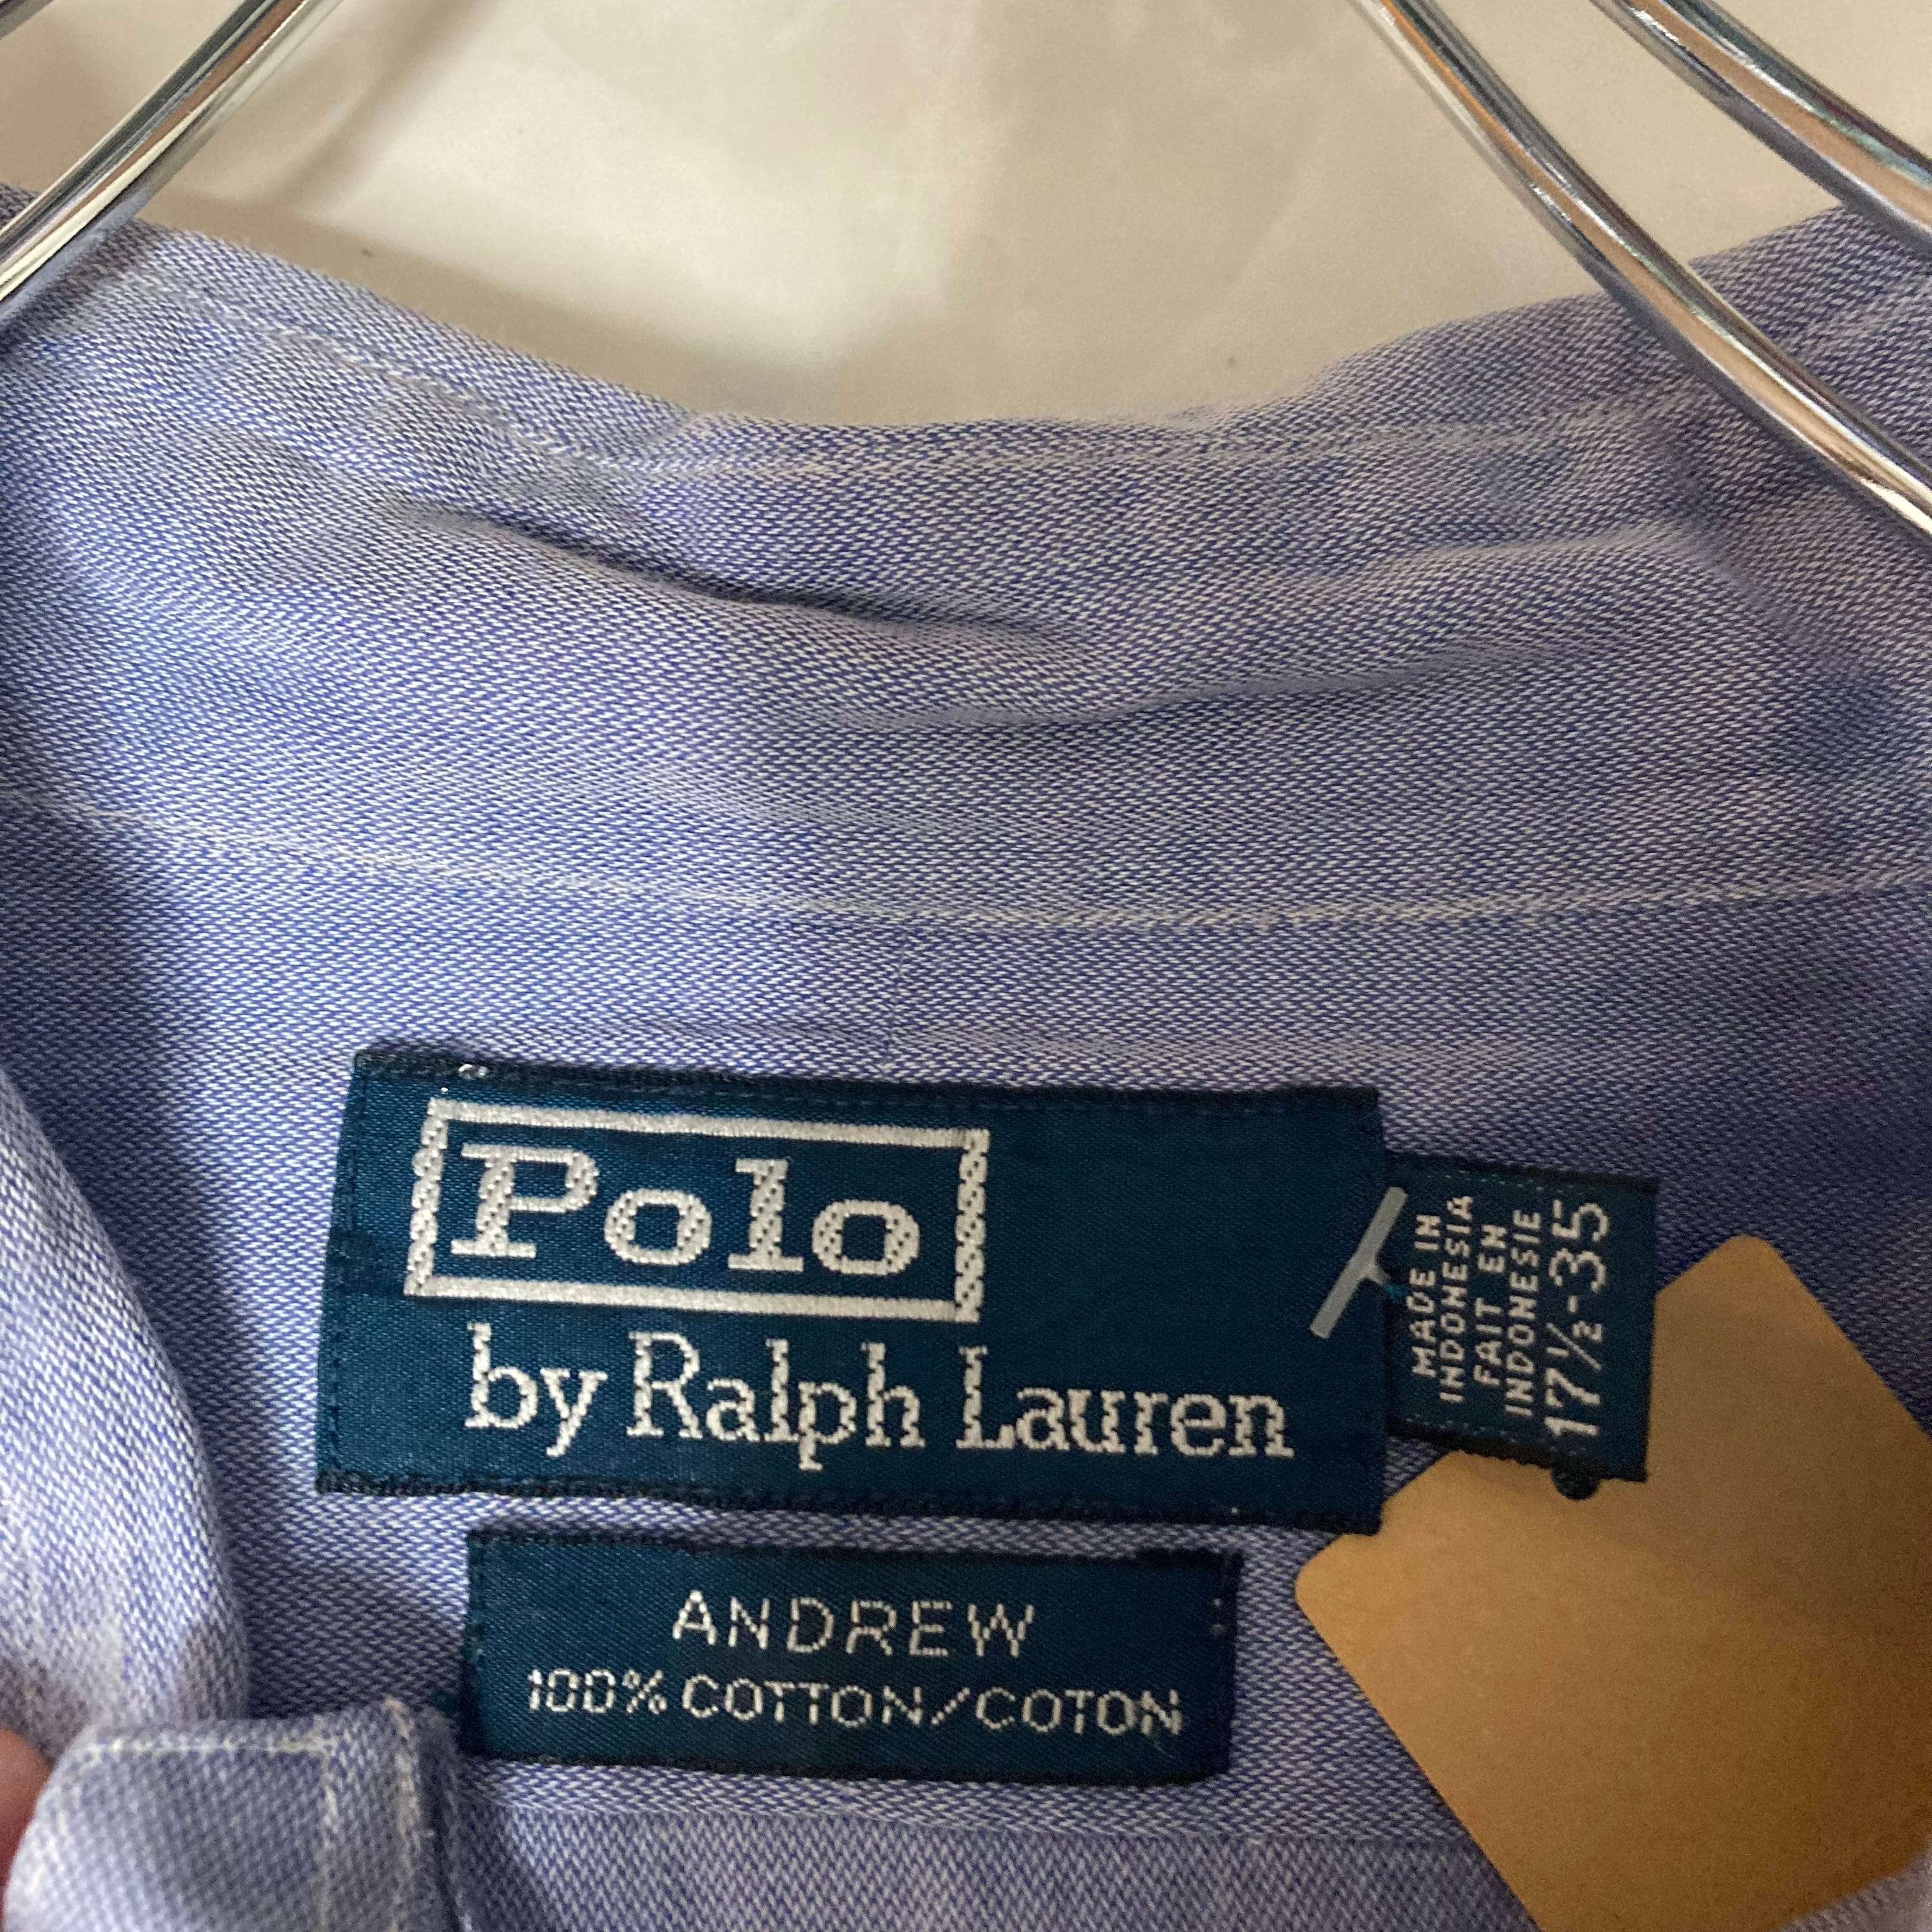 Polo
by Ralph Lauren
MADE IN
INDONESIA
FAIT EN
INDONESIE
17½-35
ANDREW
100% COTTON/COTON